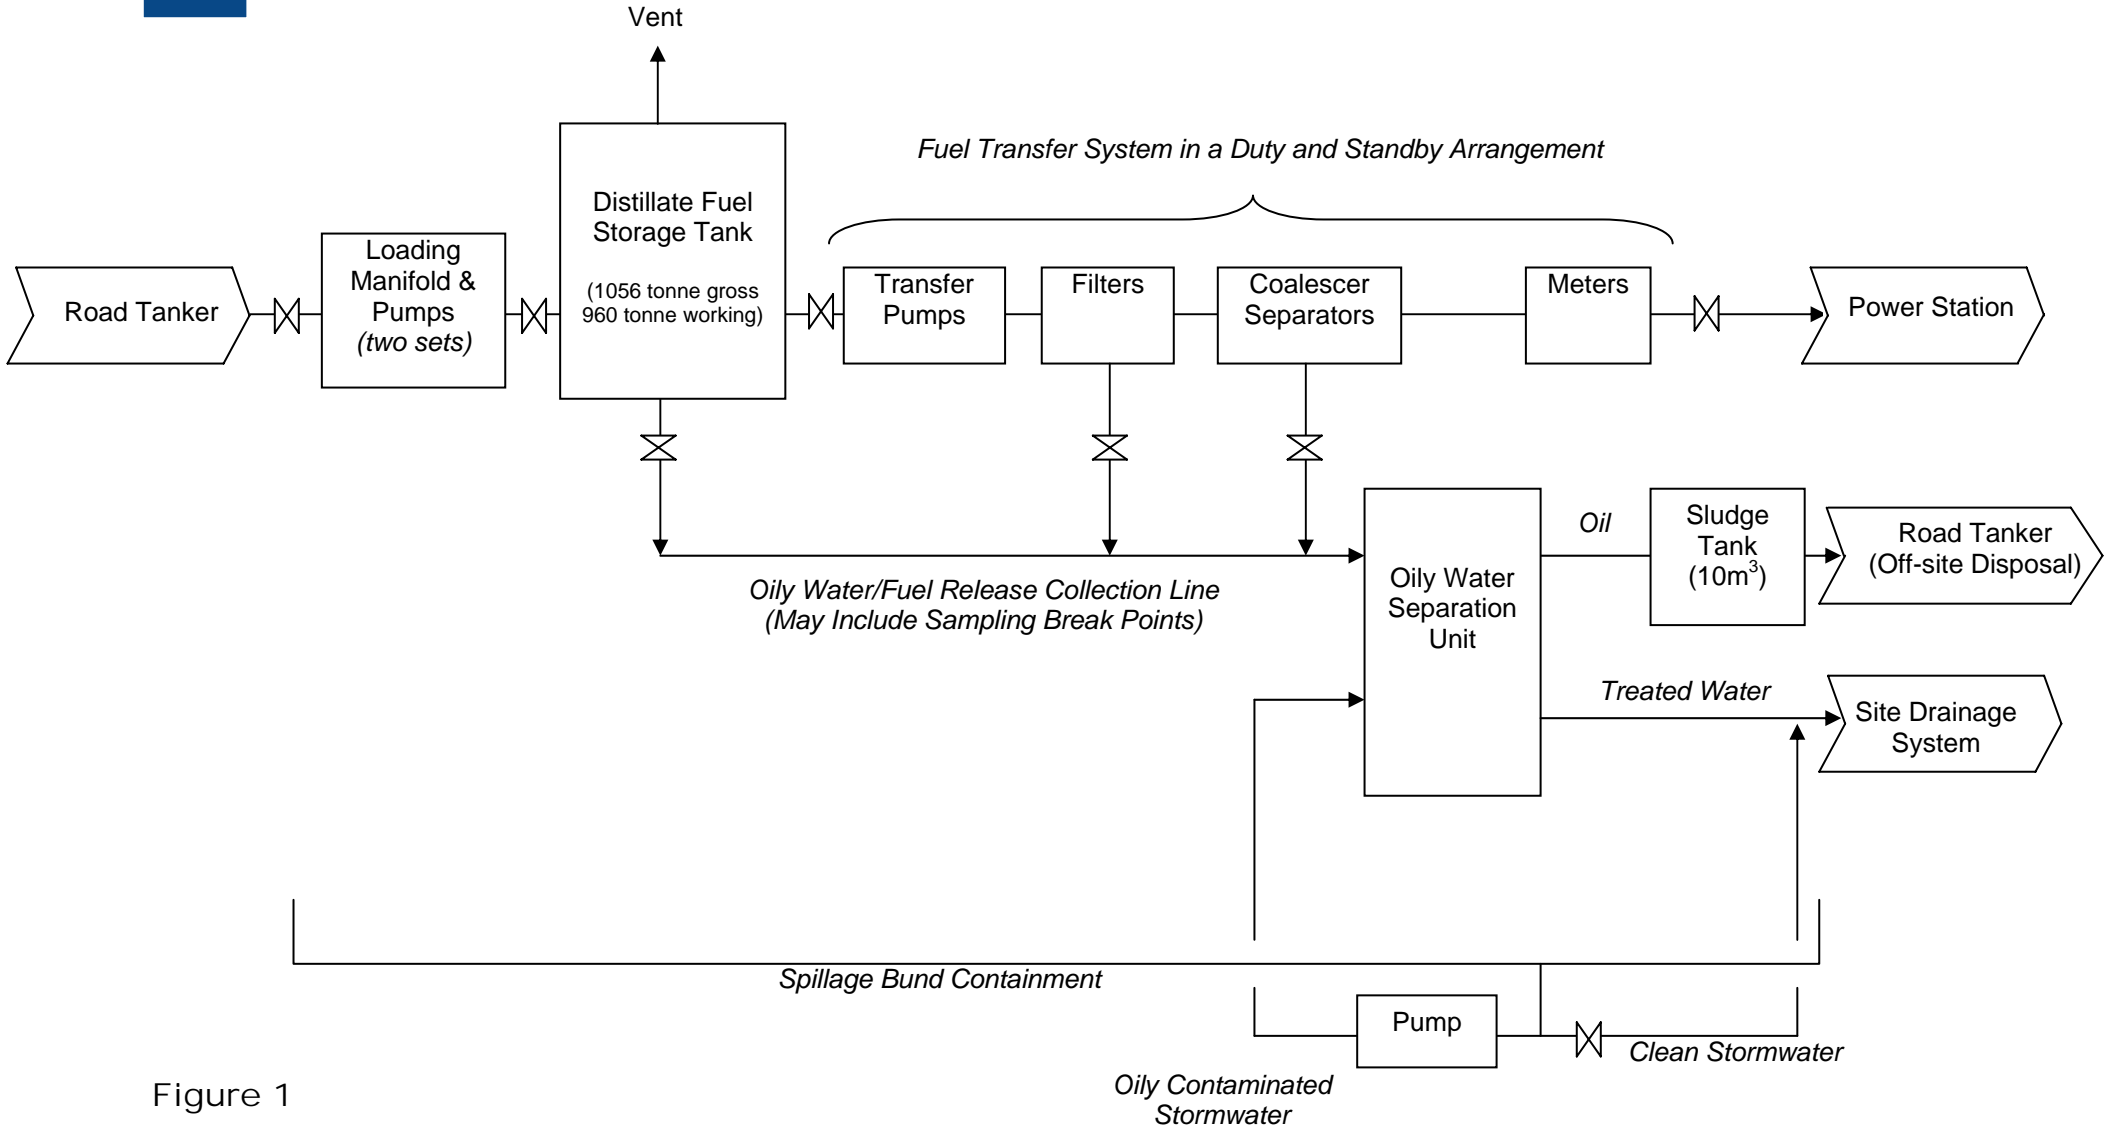 Vent
Fuel Transfer System in a Duty and Standby Arrangement
Road Tanker
Loading
Manifold &
Pumps
(two sets)
Distillate Fuel
Storage Tank
(1056 tonne gross
960 tonne working)
Transfer
Pumps
Filters
Coalescer
Separators
Meters
Power Station
Oily Water/Fuel Release Collection Line
(May Include Sampling Break Points)
Oily Water
Separation
Unit
Oil
Sludge
Tank
(10m³)
Road Tanker
(Off-site Disposal)
Treated Water
Site Drainage
System
Spillage Bund Containment
Pump
Clean Stormwater
Oily Contaminated
Stormwater
Figure 1